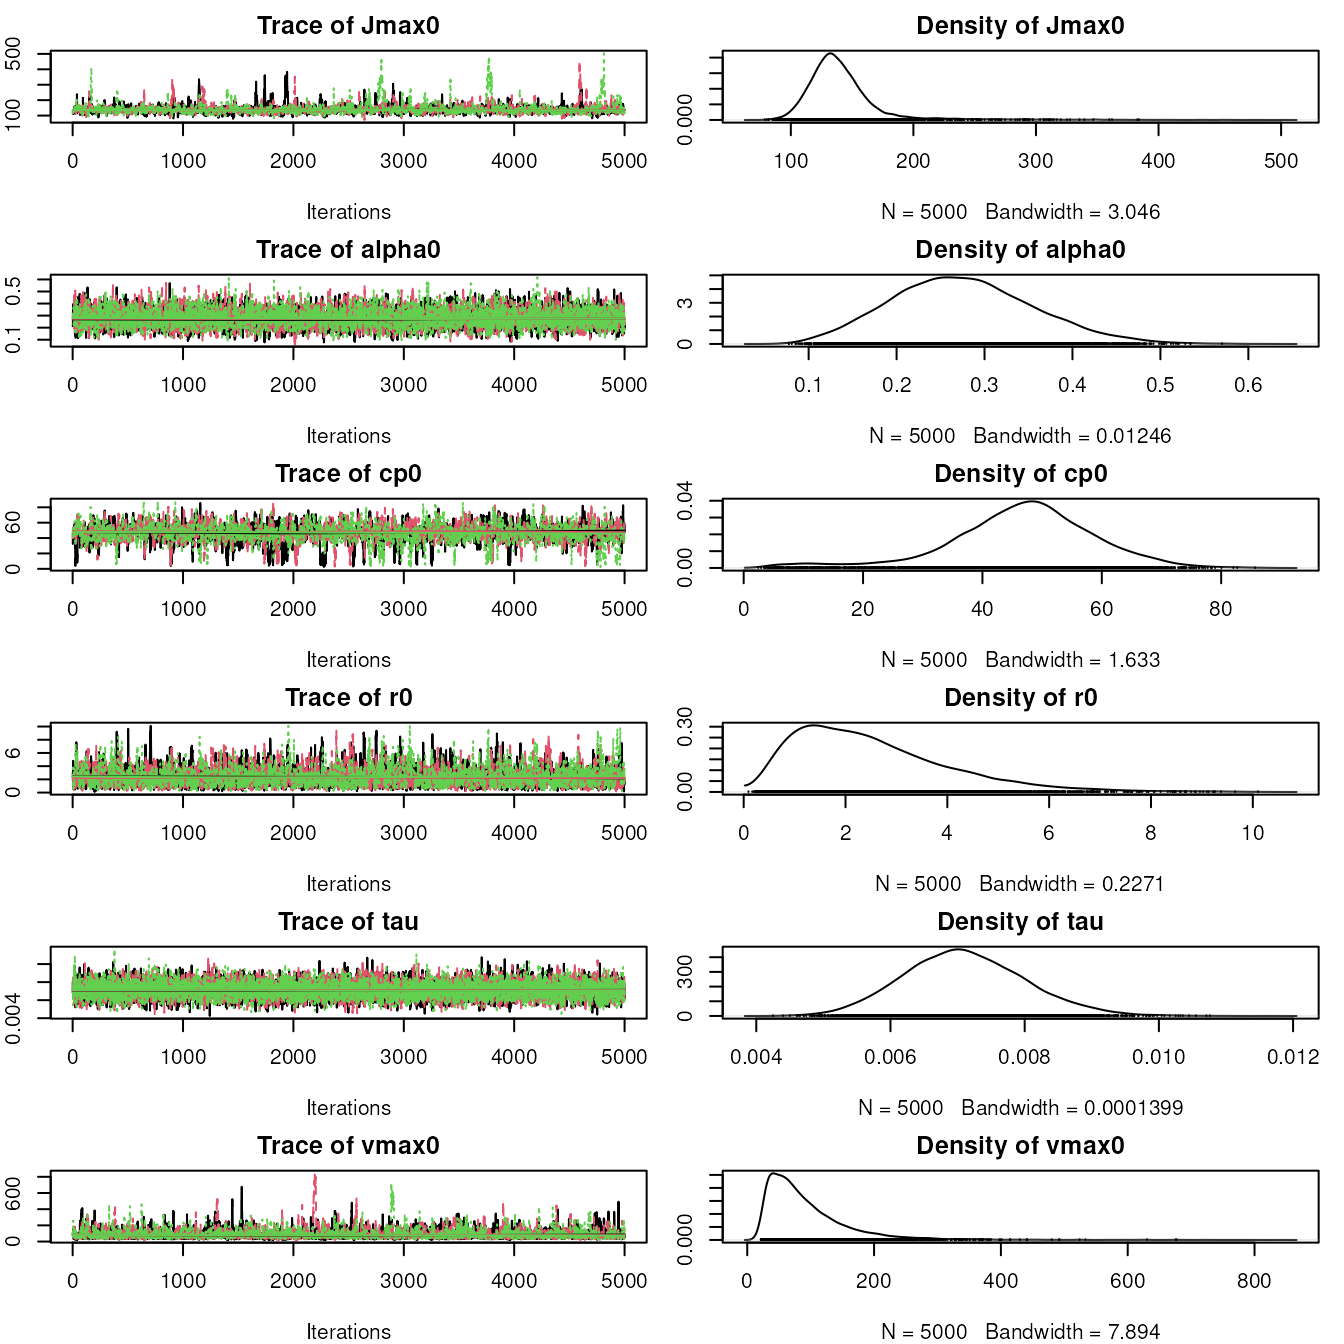 Trace of Jmax0
Density of Jmax0
100 500
0.000
0 1000 2000 3000 4000 5000
100 200 300 400 500
Iterations
N = 5000 Bandwidth = 3.046
Trace of alpha0
Density of alpha0
0.1 0.5
0 3
0 1000 2000 3000 4000 5000
0.1 0.2 0.3 0.4 0.5 0.6
Iterations
N = 5000 Bandwidth = 0.01246
Trace of cp0
Density of cp0
0 60
0.00 0.04
0 1000 2000 3000 4000 5000
0 20 40 60 80
Iterations
N = 5000 Bandwidth = 1.633
Trace of r0
Density of r0
0 6
0.00 0.30
0 1000 2000 3000 4000 5000
0 2 4 6 8 10
Iterations
N = 5000 Bandwidth = 0.2271
Trace of tau
Density of tau
0.004
0 300
0 1000 2000 3000 4000 5000
0.004 0.006 0.008 0.010 0.012
Iterations
N = 5000 Bandwidth = 0.0001399
Trace of vmax0
Density of vmax0
0 600
0.000
0 1000 2000 3000 4000 5000
0 200 400 600 800
Iterations
N = 5000 Bandwidth = 7.894